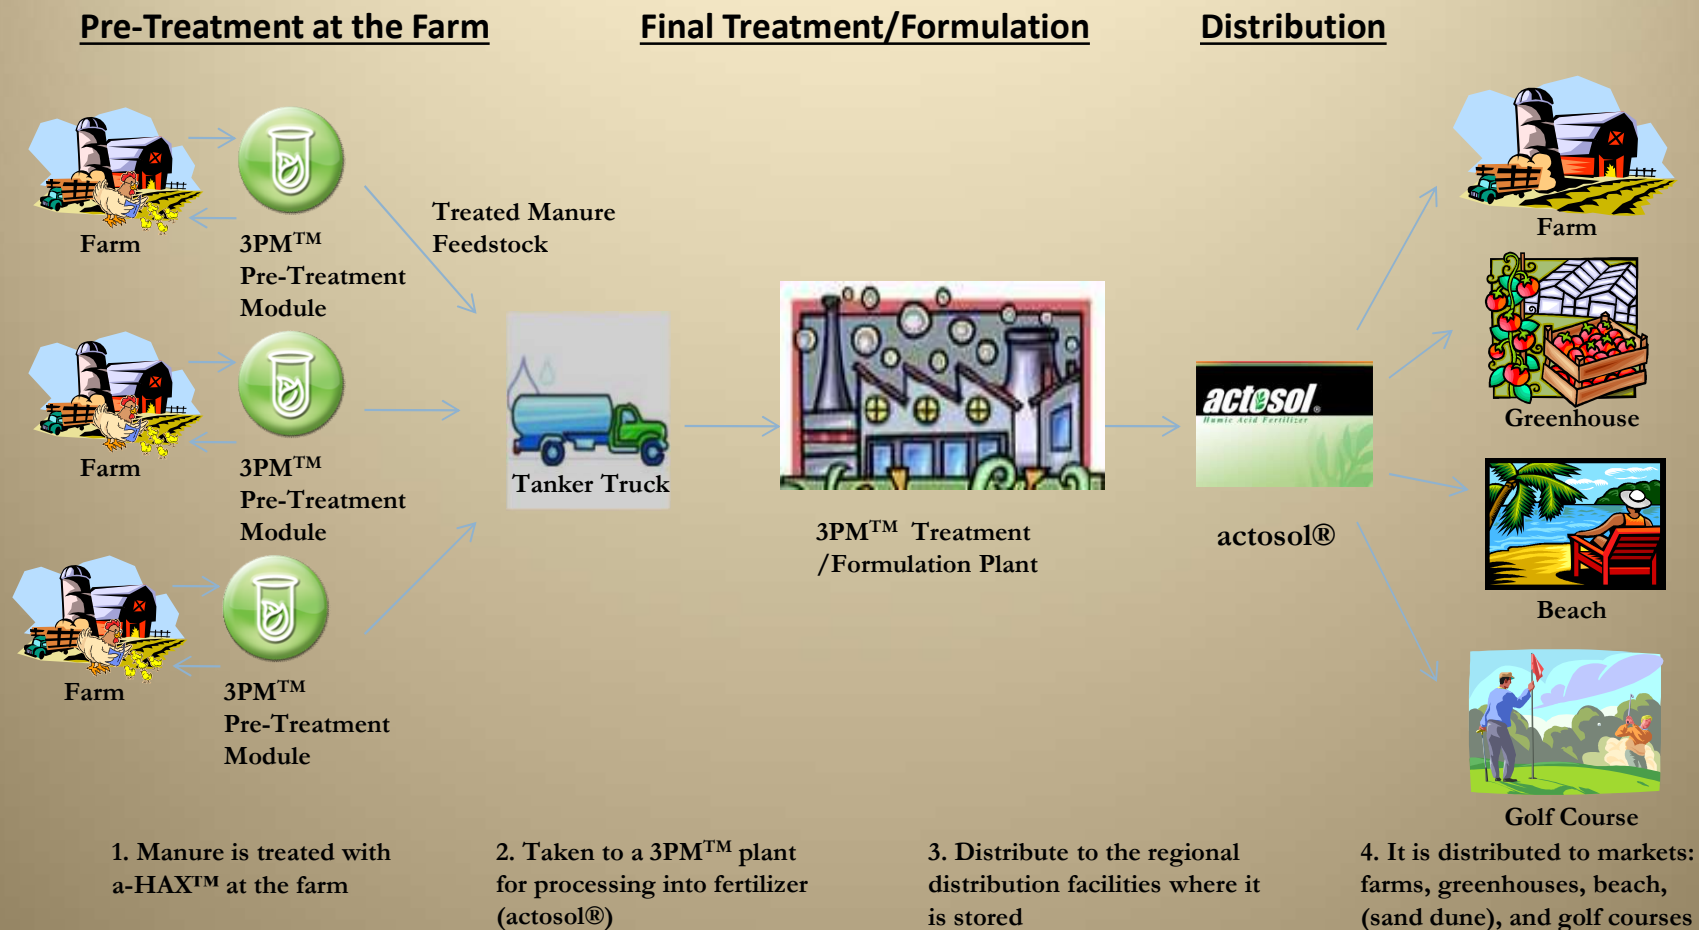 Pre-Treatment at the Farm
Final Treatment/Formulation
Distribution
Farm
3PM™
Pre-Treatment
Module
Treated Manure
Feedstock
Farm
3PM™
Pre-Treatment
Module
Farm
3PM™
Pre-Treatment
Module
Tanker Truck
3PM™ Treatment
/Formulation Plant
actosol®
Humic Acid Fertilizer
actosol®
Farm
Greenhouse
Beach
Golf Course
1. Manure is treated with
a-HAX™ at the farm
2. Taken to a 3PM™ plant
for processing into fertilizer
(actosol®)
3. Distribute to the regional
distribution facilities where it
is stored
4. It is distributed to markets:
farms, greenhouses, beach,
(sand dune), and golf courses